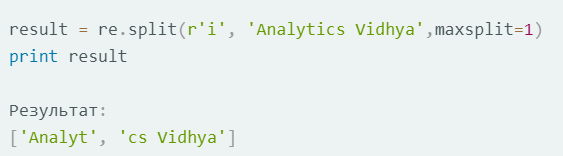 result = re.split(r'i', 'Analytics Vidhya',maxsplit=1)
print result
Результат:
['Analyt', 'cs Vidhya']